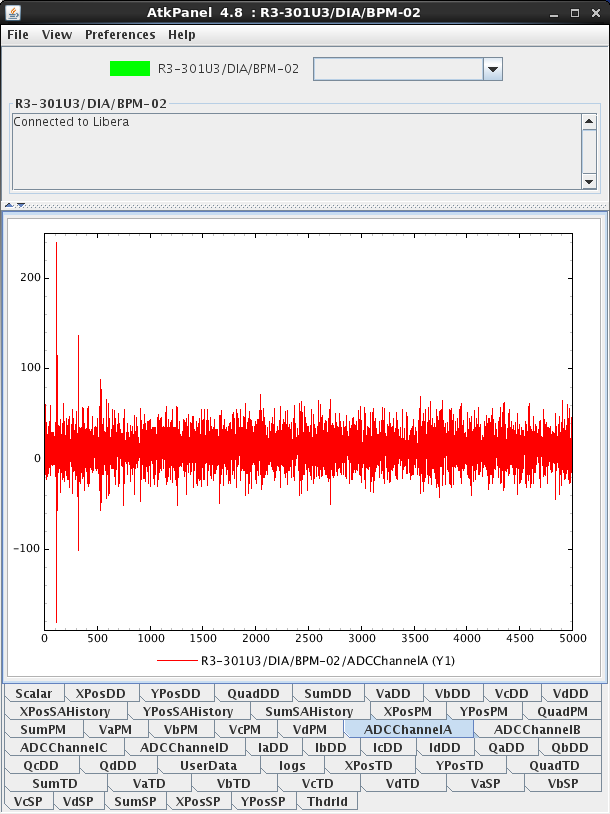 AtkPanel 4.8 : R3-301U3/DIA/BPM-02
File View Preferences Help
R3-301U3/DIA/BPM-02
R3-301U3/DIA/BPM-02
Connected to Libera
200
100
0
-100
0 500 1000 1500 2000 2500 3000 3500 4000 4500 5000
R3-301U3/DIA/BPM-02/ADCChannelA (Y1)
Scalar XPosDD YPosDD QuadDD SumDD VaDD VbDD VcDD VdDD
XPosSAHistory YPosSAHistory SumSAHistory XPosPM YPosPM QuadPM
SumPM VaPM VbPM VcPM VdPM ADCChannelA ADCChannelB
ADCChannelC ADCChannelD IaDD IbDD IcDD IdDD QaDD QbDD
QcDD QdDD UserData logs XPosTD YPosTD QuadTD
SumTD VaTD VbTD VcTD VdTD VaSP VbSP
VcSP VdSP SumSP XPosSP YPosSP ThdrId